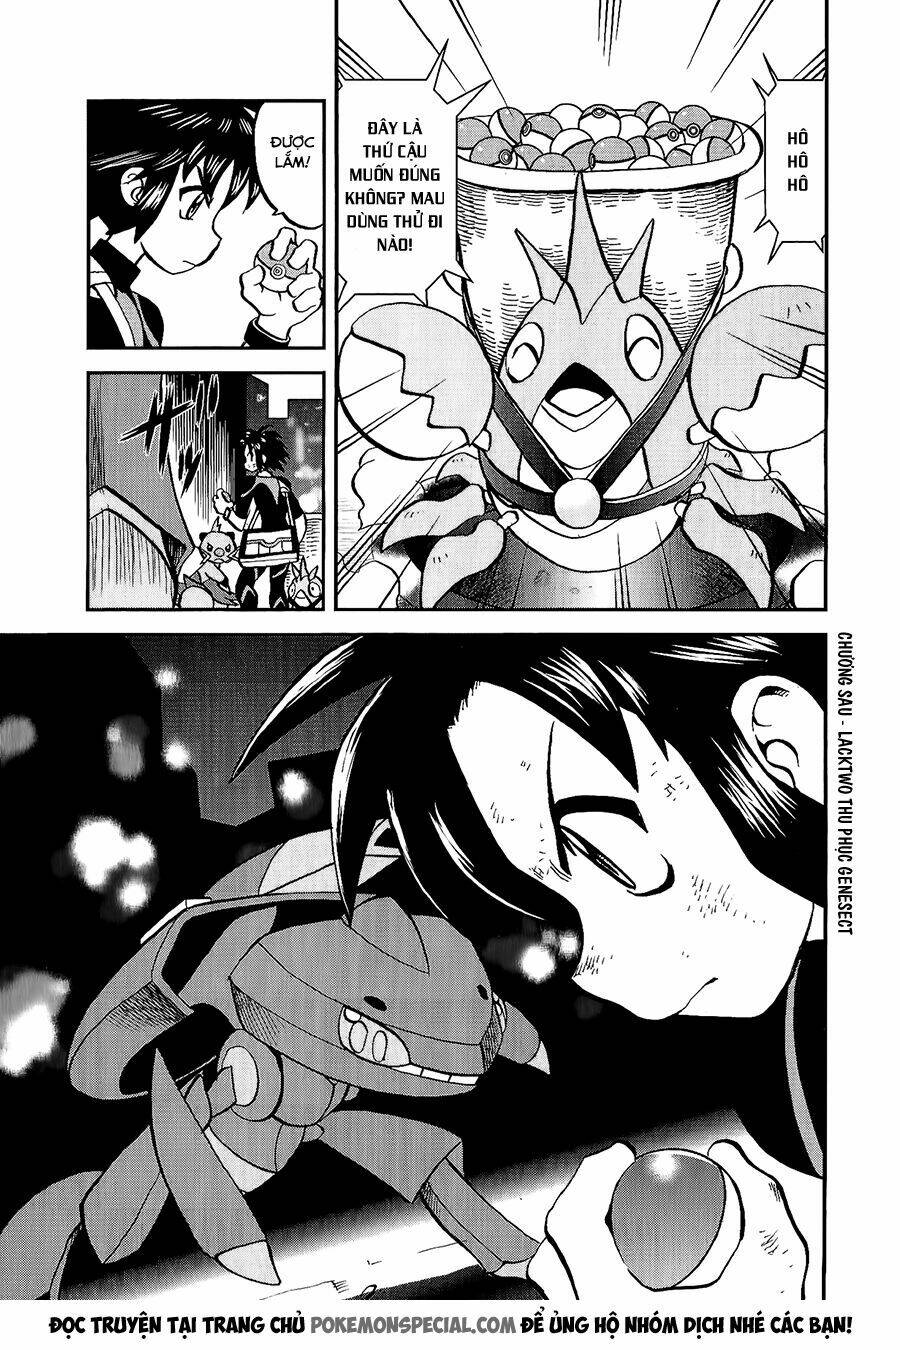 HÔ
HÔ
HÔ
ĐÂY LÀ
THỨ CẬU
MUỐN ĐÚNG
KHÔNG? MAU
DÙNG THỬ ĐI
NÀO!
ĐƯỢC
LẮM!
CHƯƠNG SAU - LACKTWO THU PHỤC GENESECT
ĐỌC TRUYỆN TẠI TRANG CHỦ POKEMONSPECIAL.COM ĐỂ ỦNG HỘ NHÓM DỊCH NHÉ CÁC BẠN!